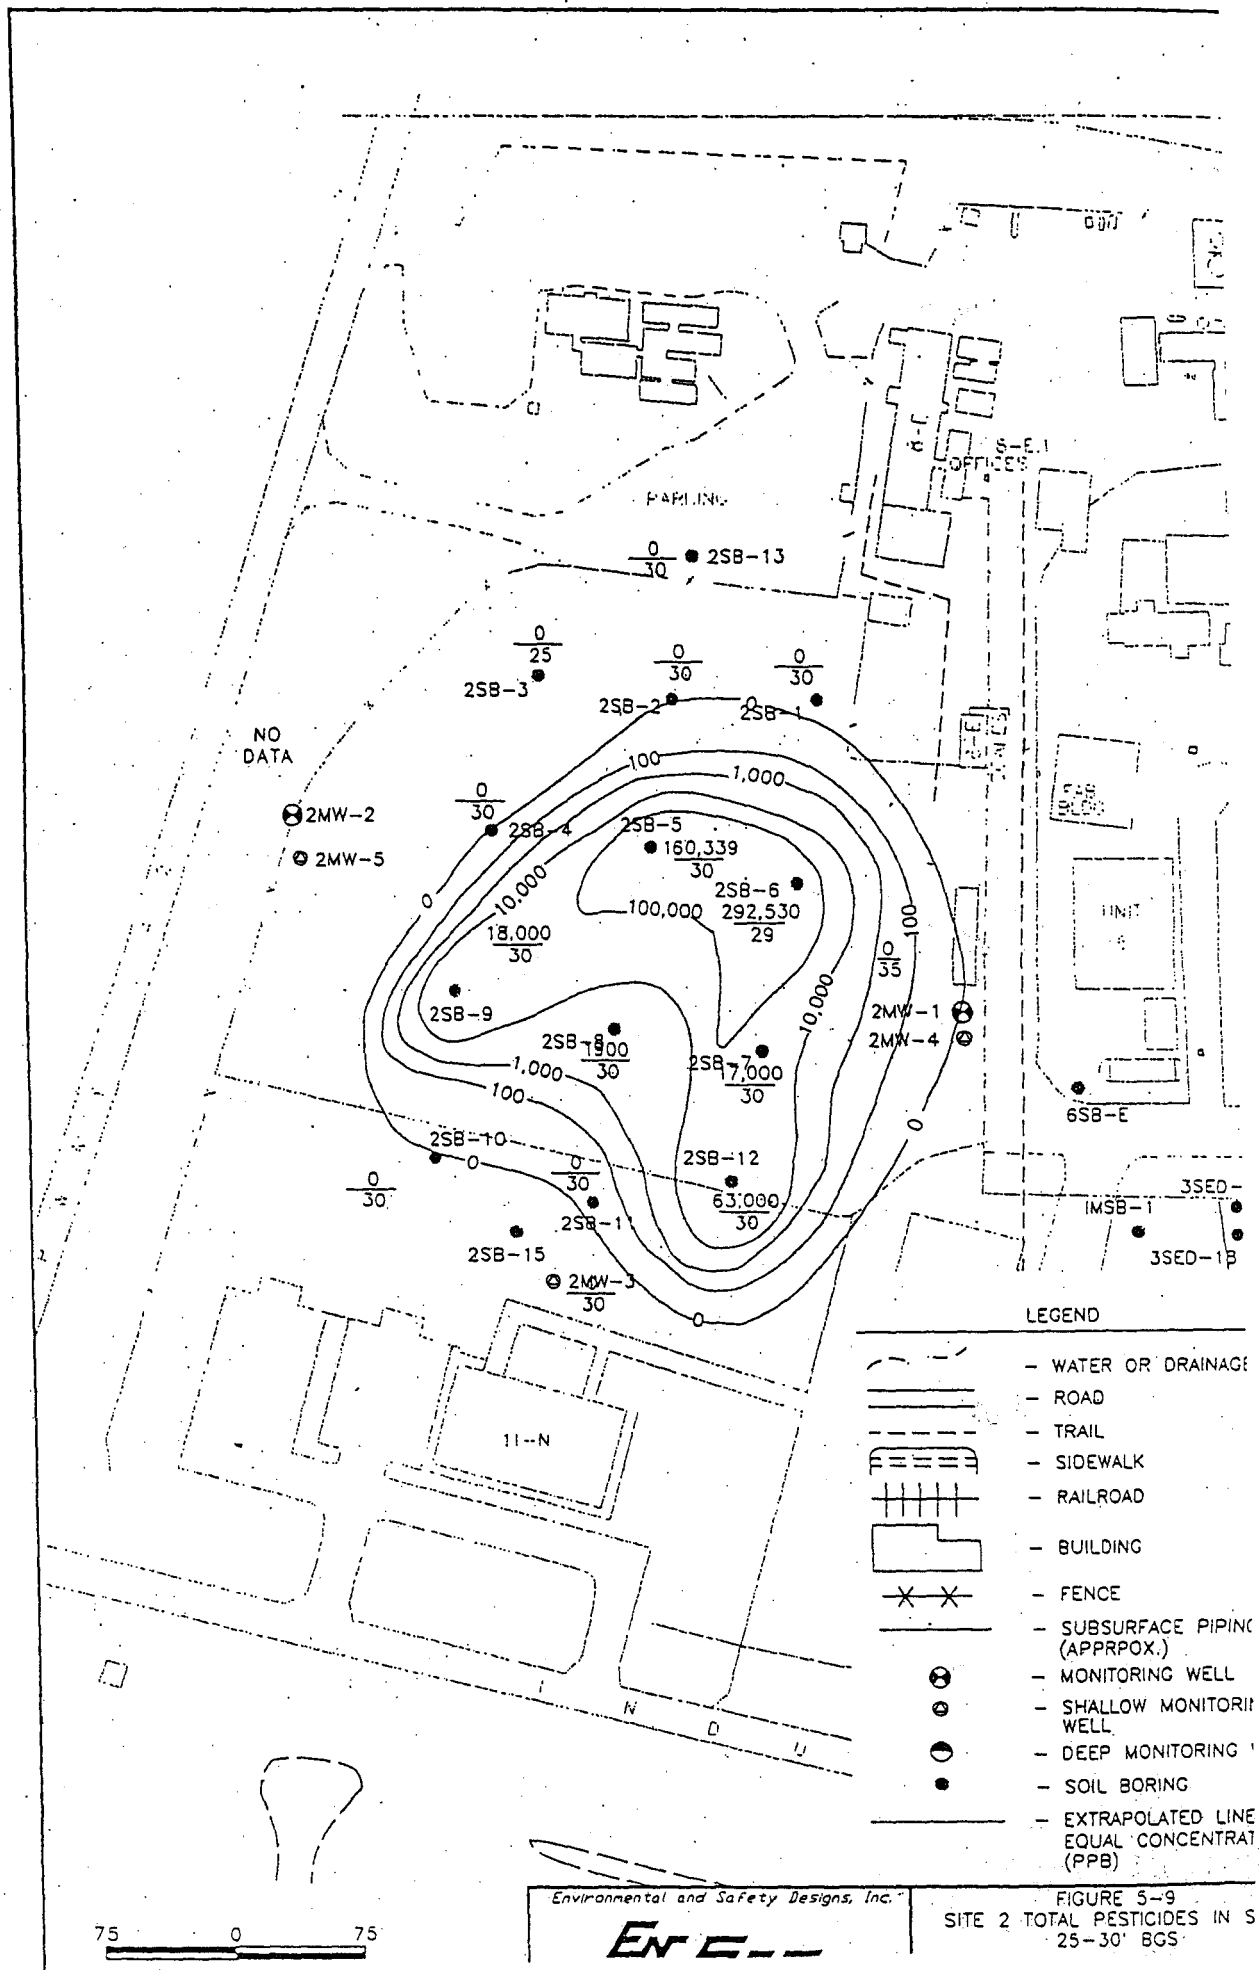 S-E.1
OFFICES
PARKING
0
30
2SB-13
0
25
2SB-3
0
30
2SB-2
0
30
2SB-1
0
NO
DATA
100
1,000
FAB
BLDG
2MW-2
0
30
2SB-4
2SB-5
160,339
30
2MW-5
2SB-6
292,530
29
0
10,000
100,000
100
UNIT
18,000
30
0
35
2SB-9
10,000
2MW-1
2MW-4
2SB-8
1900
30
2SB-7
17,000
30
1,000
100
6SB-E
0
2SB-10
0
0
30
0
30
2SB-11
2SB-12
63,000
30
2SB-15
IMSB-1
3SED-
3SED-1B
2MW-3
0
30
0
11-N
N
D
U
LEGEND
- WATER OR DRAINAGE
- ROAD
- TRAIL
- SIDEWALK
- RAILROAD
- BUILDING
- FENCE
- SUBSURFACE PIPING
(APPRPOX.)
- MONITORING WELL
- SHALLOW MONITORIN
WELL
- DEEP MONITORING
- SOIL BORING
- EXTRAPOLATED LINE
EQUAL CONCENTRAT
(PPB)
75 0 75
Environmental and Safety Designs, Inc.
FIGURE 5-9
SITE 2 TOTAL PESTICIDES IN S
25-30' BGS